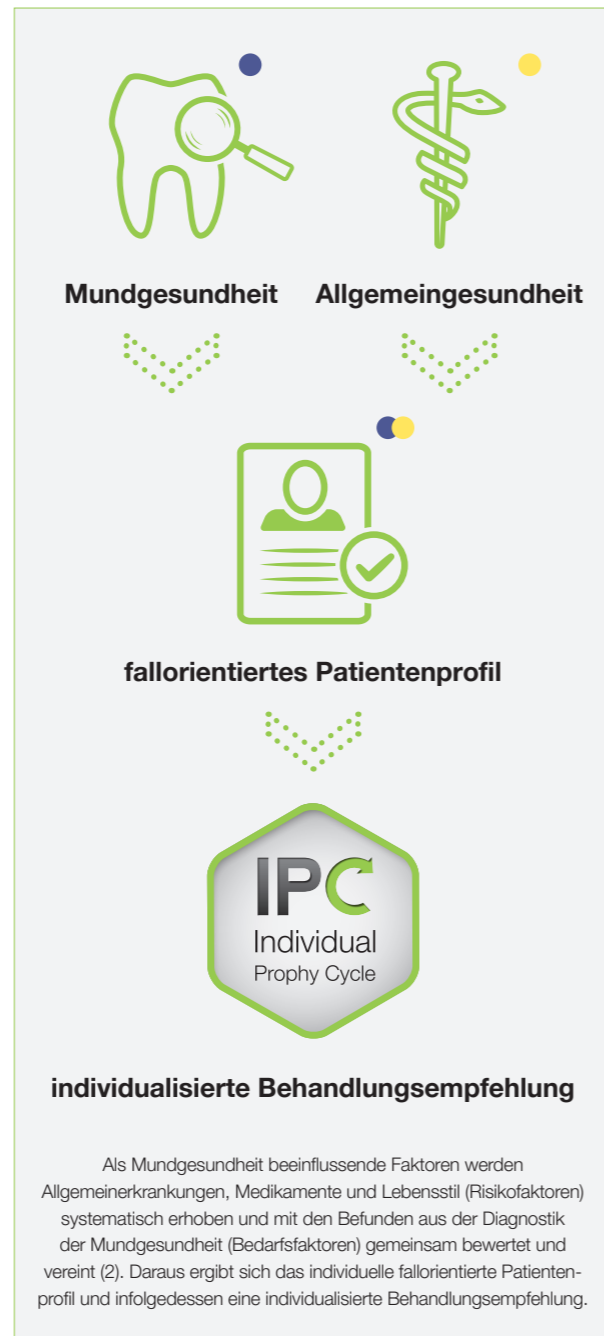 Mundgesundheit Allgemeingesundheit
fallorientiertes Patientenprofil
IPC
Individual
Prophy Cycle
individualisierte Behandlungsempfehlung
Als Mundgesundheit beeinflussende Faktoren werden
Allgemeinerkrankungen, Medikamente und Lebensstil (Risikofaktoren)
systematisch erhoben und mit den Befunden aus der Diagnostik
der Mundgesundheit (Bedarfsfaktoren) gemeinsam bewertet und
vereint (2). Daraus ergibt sich das individuelle fallorientierte Patienten-
profil und infolgedessen eine individualisierte Behandlungsempfehlung.